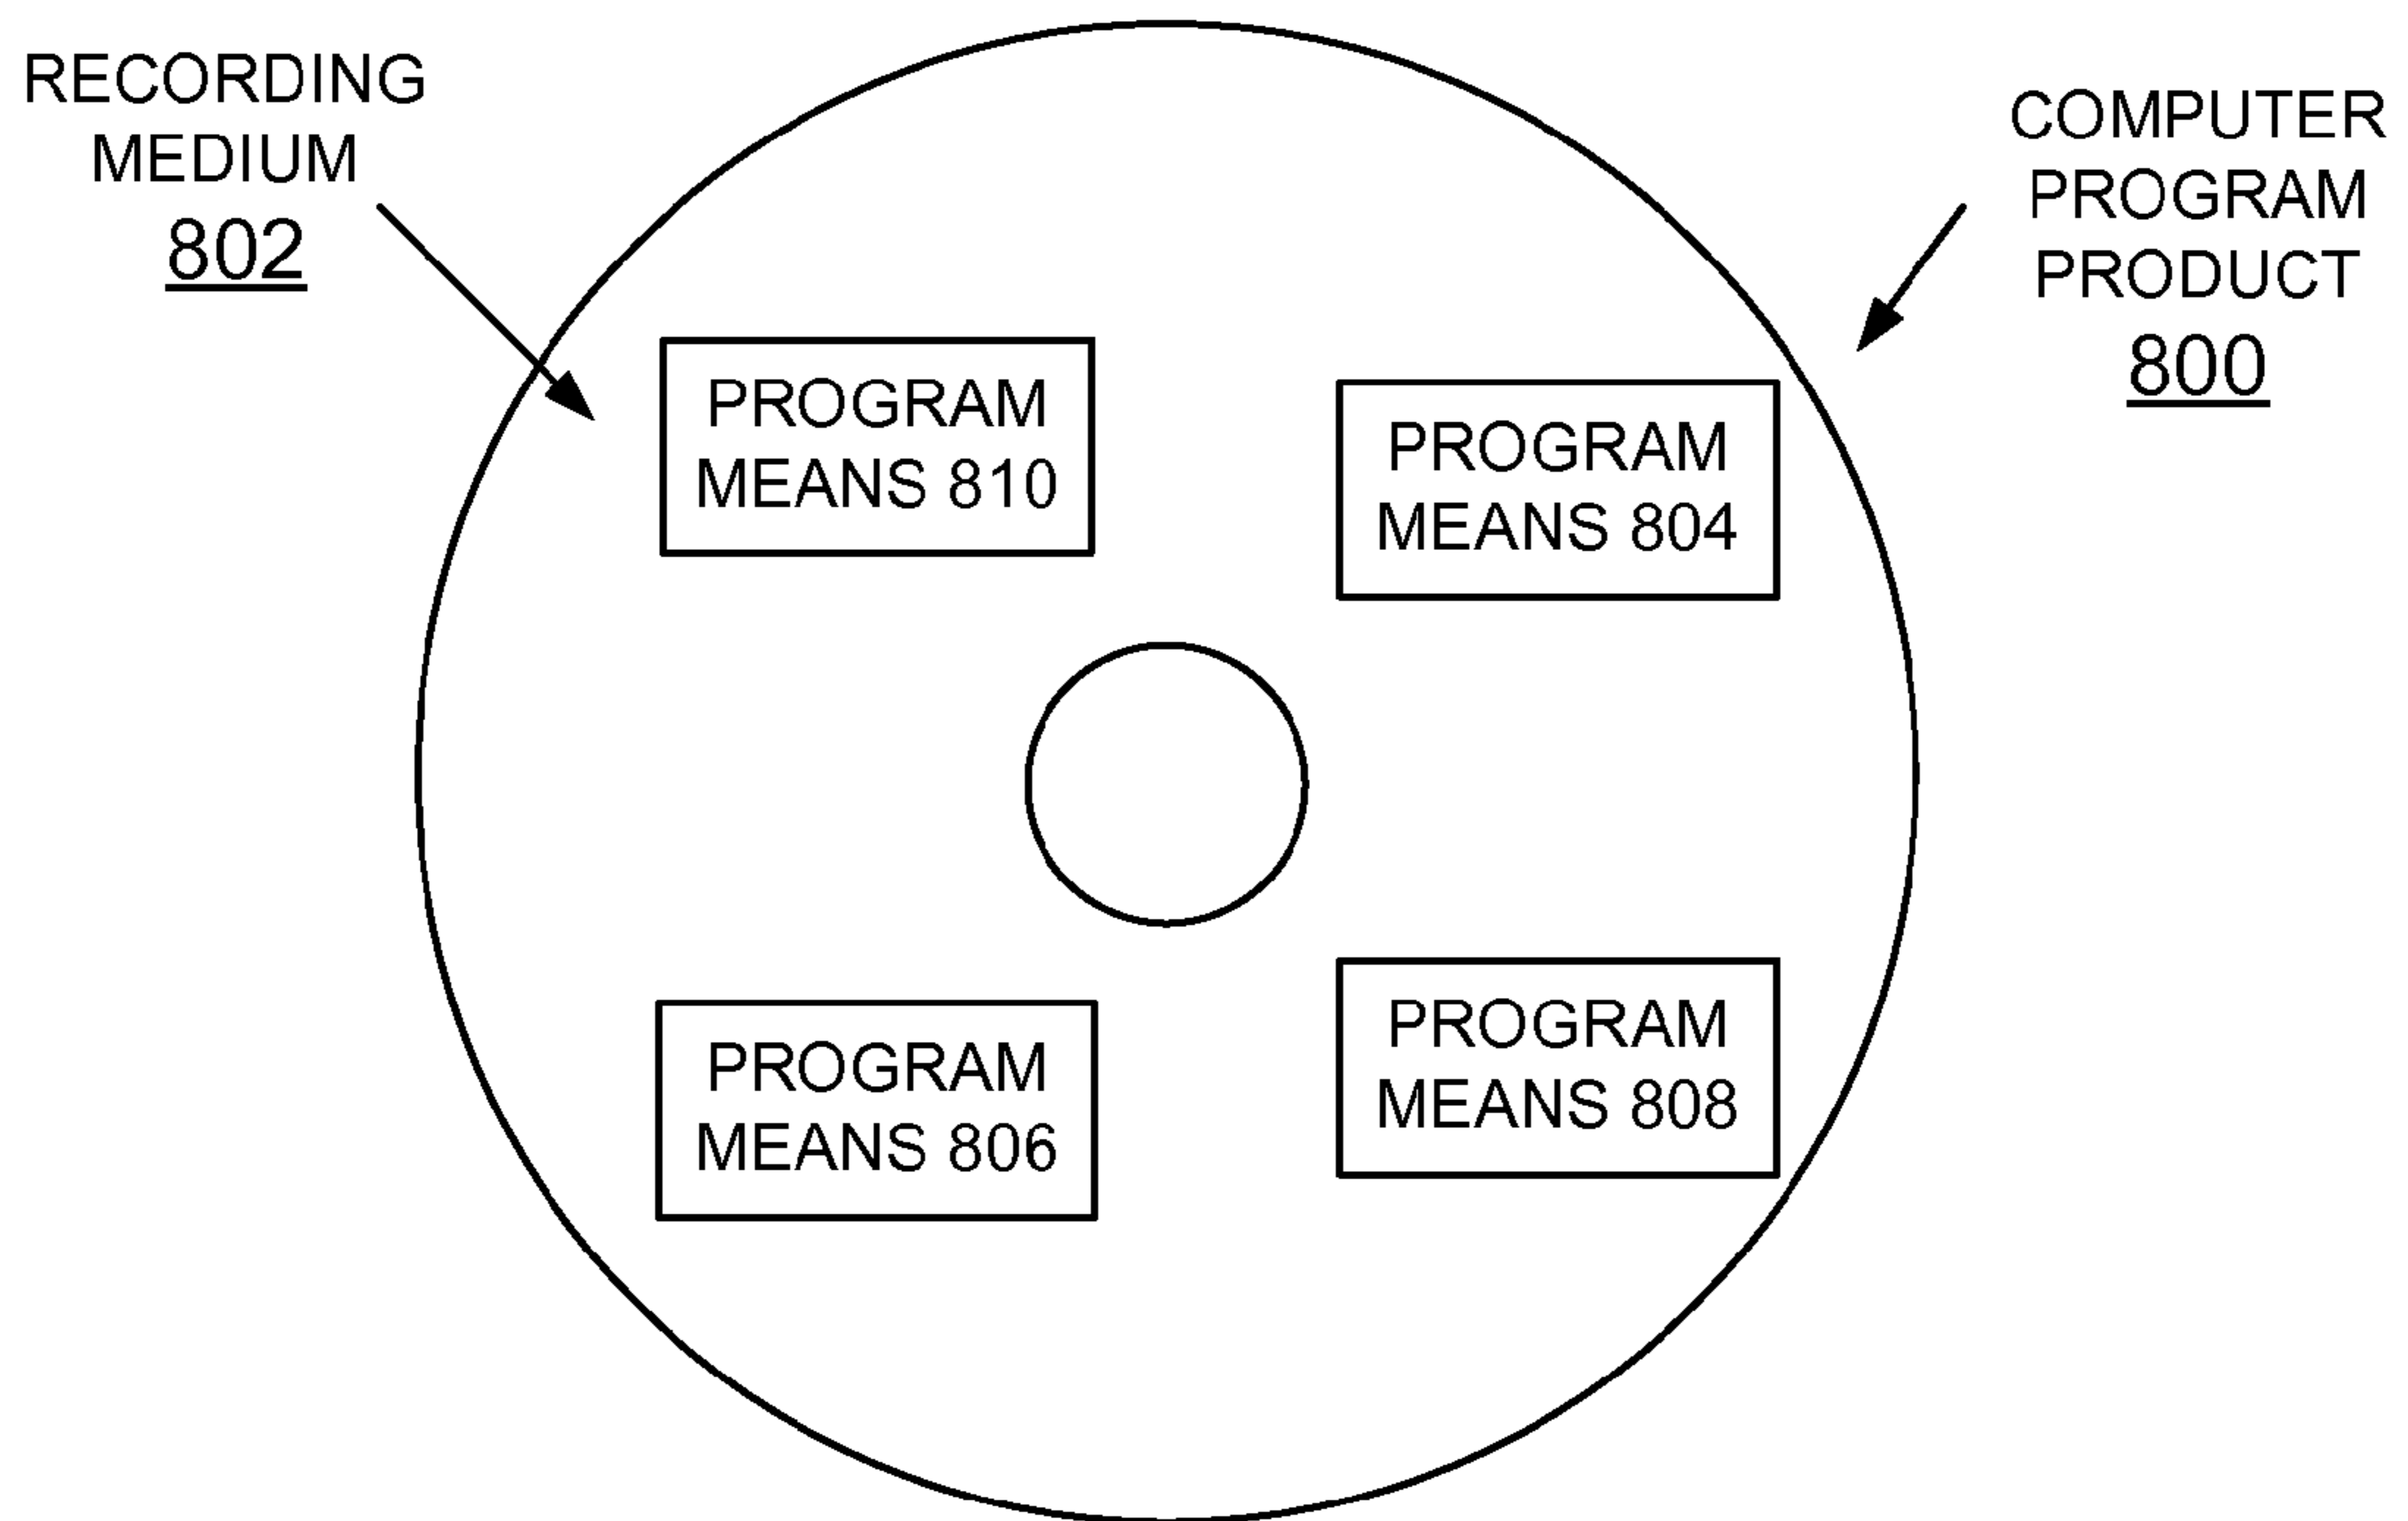 RECORDING
MEDIUM
802
COMPUTER
PROGRAM
PRODUCT
800
PROGRAM
MEANS 810
PROGRAM
MEANS 804
PROGRAM
MEANS 806
PROGRAM
MEANS 808